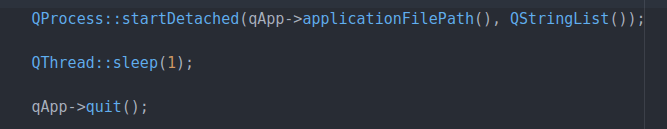 QProcess::startDetached(qApp->applicationFilePath(), QStringList());
QThread::sleep(1);
qApp->quit();